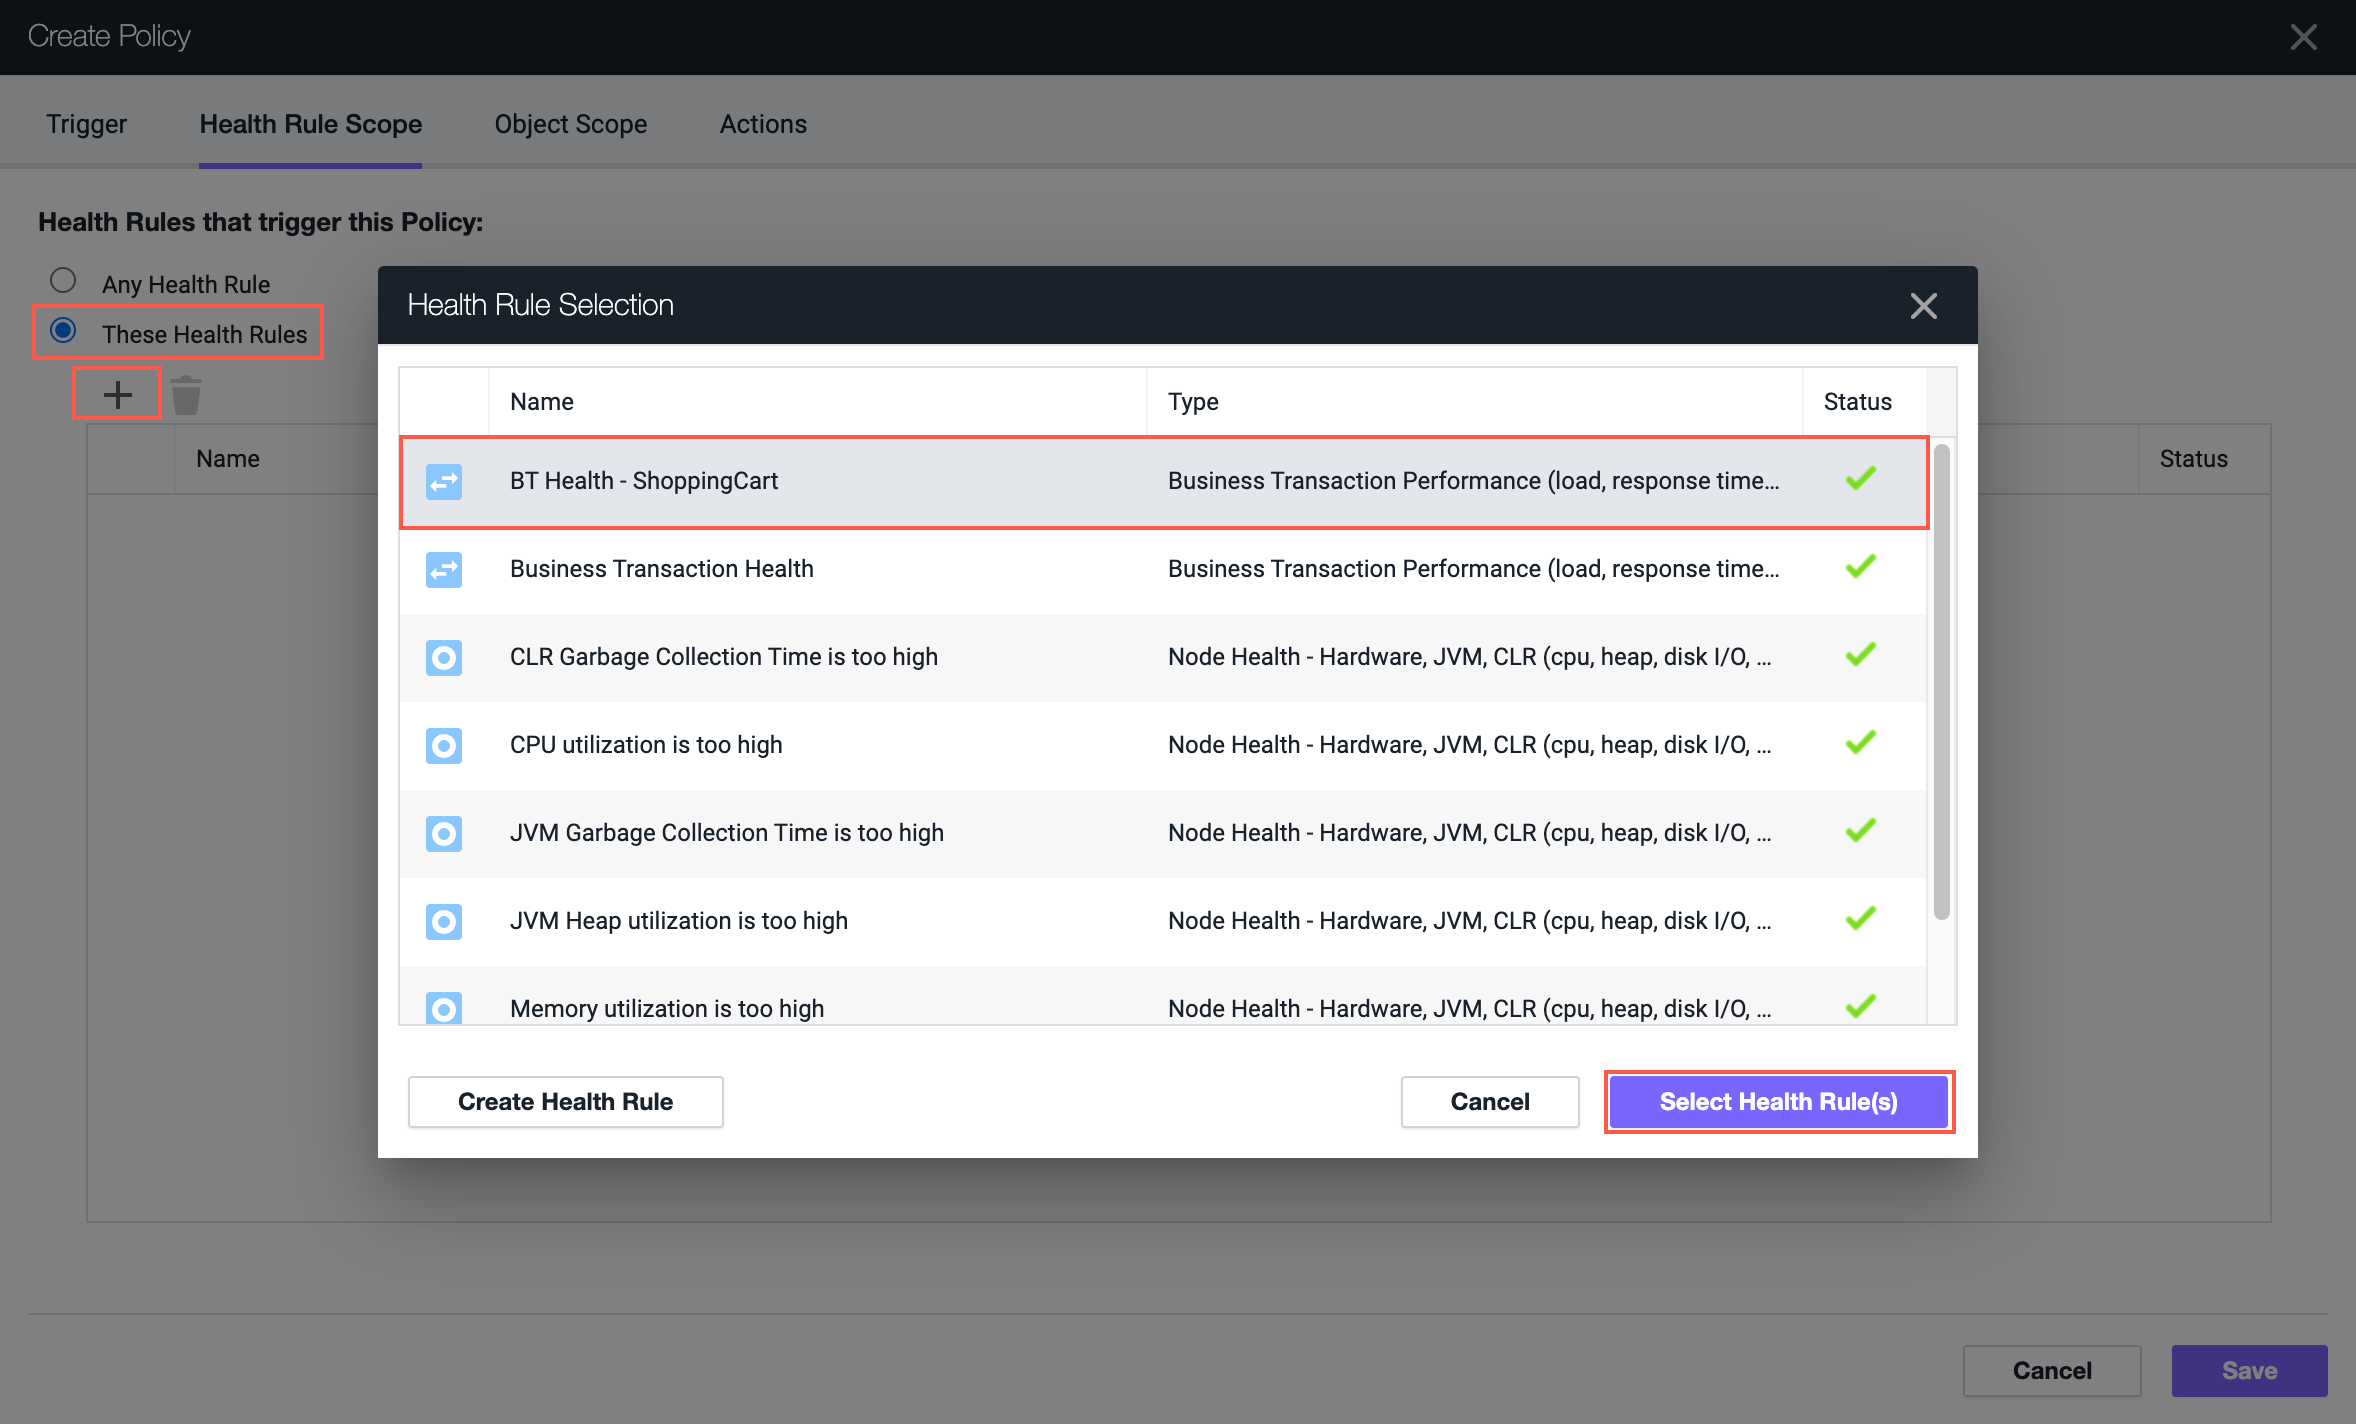 Create Policy
Trigger Health Rule Scope Object Scope Actions
Health Rules that trigger this Policy:
Any Health Rule
These Health Rules
Name Status
Health Rule Selection
Name Type Status
BT Health - ShoppingCart Business Transaction Performance (load, response time...
Business Transaction Health Business Transaction Performance (load, response time...
CLR Garbage Collection Time is too high Node Health - Hardware, JVM, CLR (cpu, heap, disk I/O, ...
CPU utilization is too high Node Health - Hardware, JVM, CLR (cpu, heap, disk I/O, ...
JVM Garbage Collection Time is too high Node Health - Hardware, JVM, CLR (cpu, heap, disk I/O, ...
JVM Heap utilization is too high Node Health - Hardware, JVM, CLR (cpu, heap, disk I/O, ...
Memory utilization is too high Node Health - Hardware, JVM, CLR (cpu, heap, disk I/O, ...
Create Health Rule Cancel Select Health Rule(s)
Cancel Save